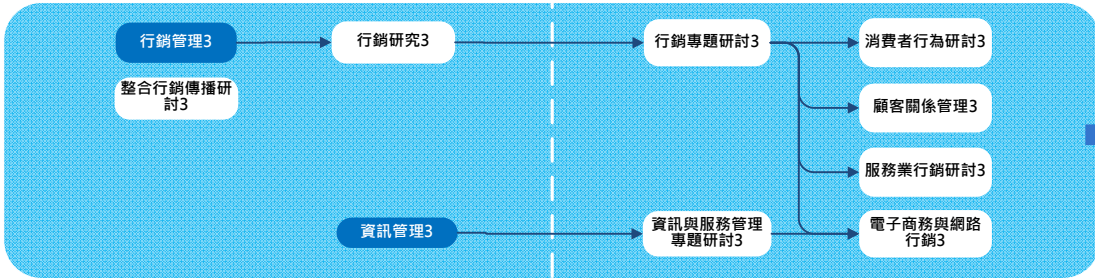 行銷管理3
行銷研究3
行銷專題研討3
消費者行為研討3
整合行銷傳播研
討3
顧客關係管理3
服務業行銷研討3
資訊管理3
資訊與服務管理
專題研討3
電子商務與網路
行銷3